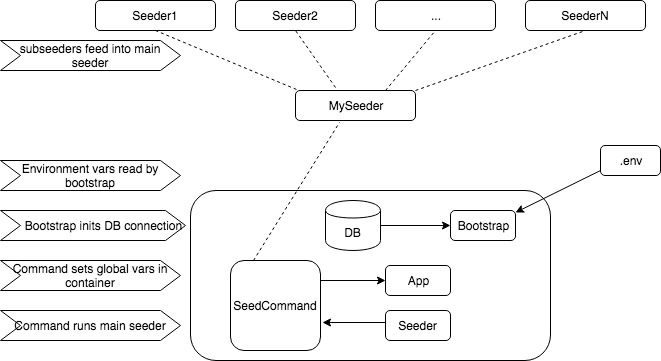 Seeder1
Seeder2
...
SeederN
subseeders feed into main
seeder
MySeeder
Environment vars read by
bootstrap
.env
Bootstrap inits DB connection
DB
Bootstrap
Command sets global vars in
container
App
SeedCommand
Command runs main seeder
Seeder